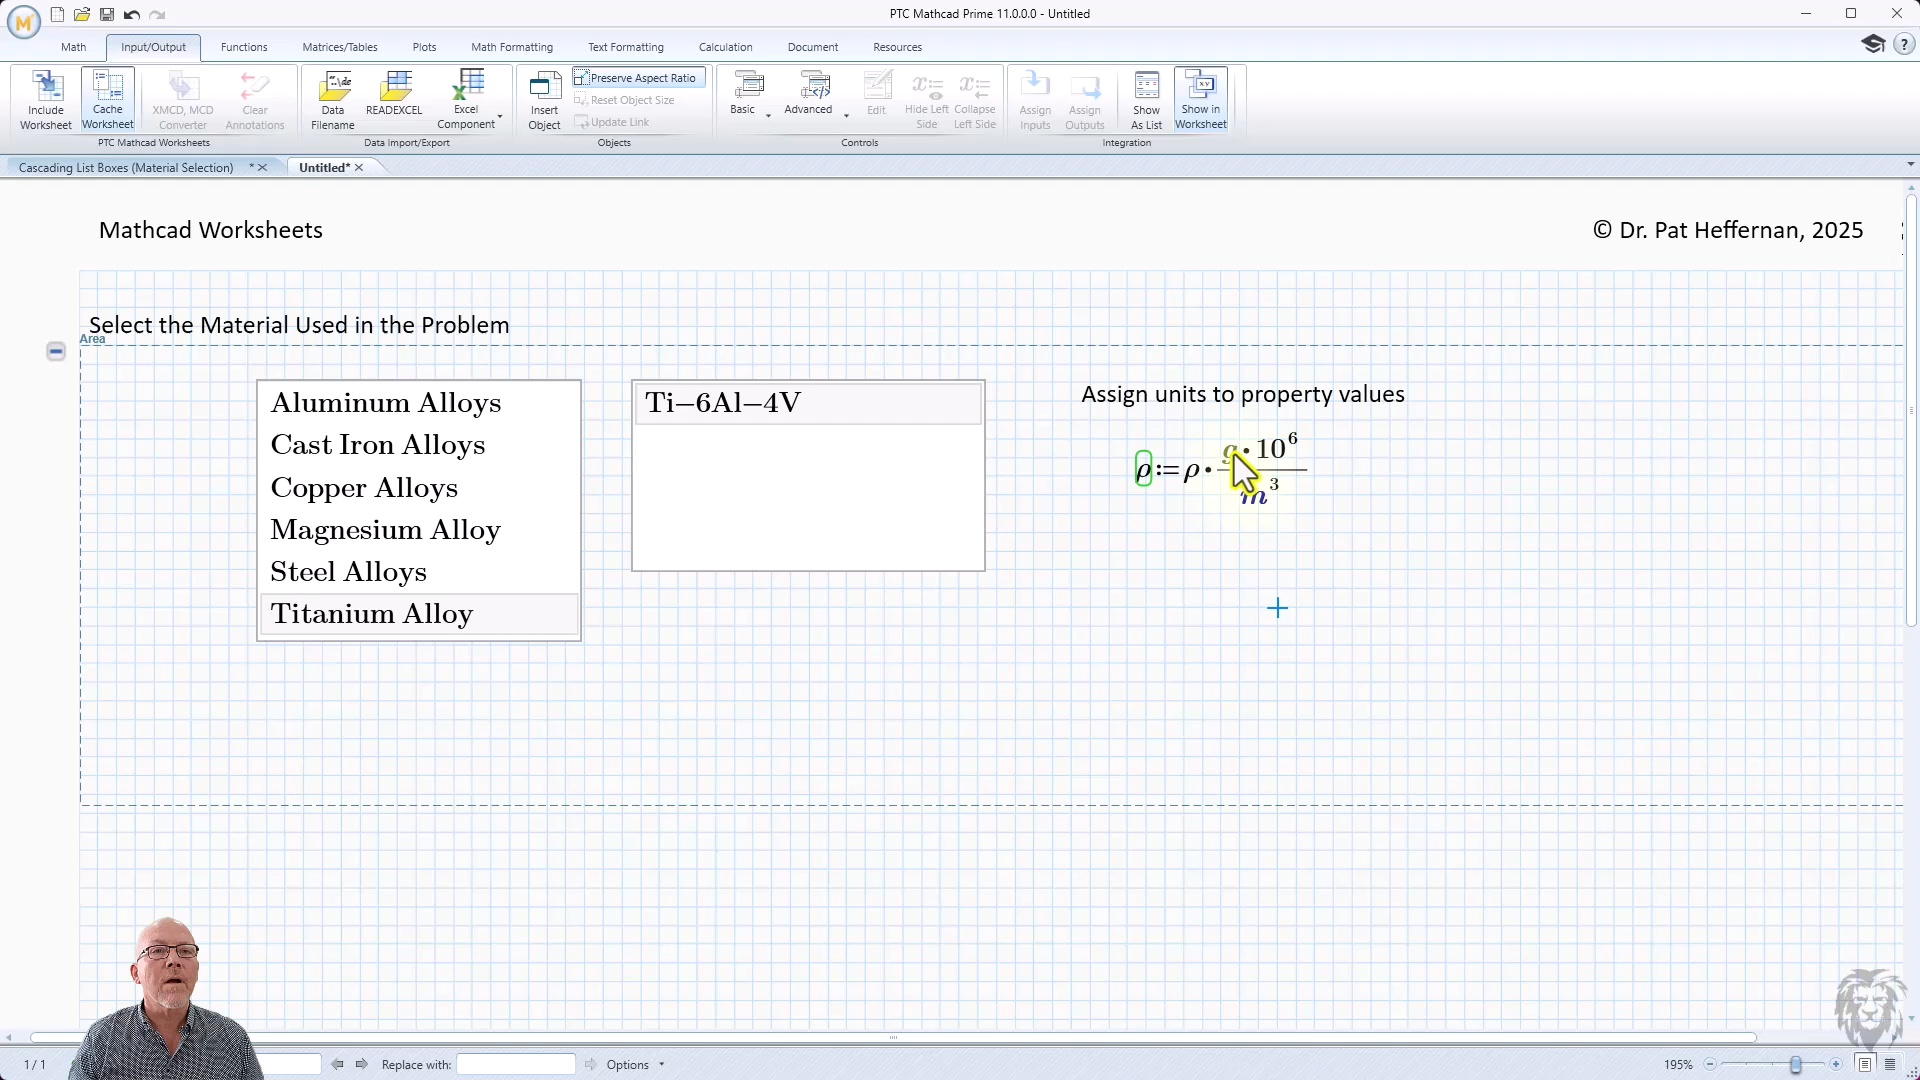 PTC Mathcad Prime 11.0.0.0 - Untitled
Math
Input/Output
Functions
Matrices/Tables
Plots
Math Formatting
Text Formatting
Calculation
Document
Resources
Include Worksheet
Cache Worksheet
XMCD, MCD Converter
Clear Annotations
PTC Mathcad Worksheets
Data Filename
READEXCEL
Excel Component
Data Import/Export
Insert Object
Preserve Aspect Ratio
Reset Object Size
Update Link
Objects
Basic
Advanced
Edit
Hide Left Side
Collapse Left Side
Controls
Assign Inputs
Assign Outputs
Show As List
Show in Worksheet
Integration
Cascading List Boxes (Material Selection) *
Untitled*
Mathcad Worksheets
© Dr. Pat Heffernan, 2025
Select the Material Used in the Problem
Area
Aluminum Alloys
Cast Iron Alloys
Copper Alloys
Magnesium Alloy
Steel Alloys
Titanium Alloy
Ti−6Al−4V
Assign units to property values
ρ := ρ · g · 10^6 / m^3
1 / 1
Replace with:
Options
195%